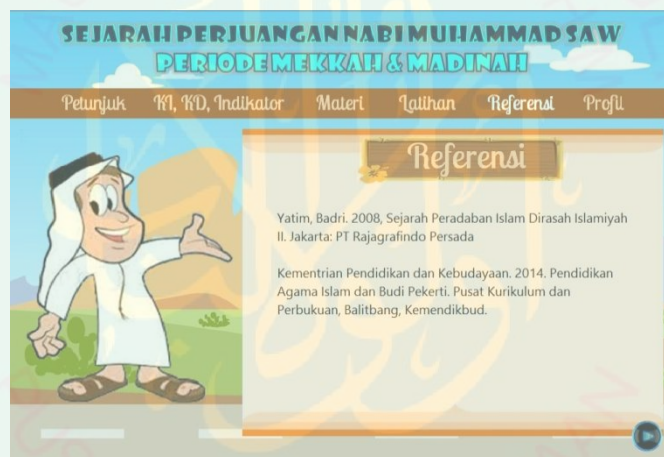 SEJARAH PERJUANGAN NABI MUHAMMAD SAW
PERIODE MEKKAH & MADINAH
Petunjuk KI, KD, Indikator Materi Latihan Referensi Profil
Referensi
Yatim, Badri. 2008, Sejarah Peradaban Islam Dirasah Islamiyah
II. Jakarta: PT Rajagrafindo Persada
Kementrian Pendidikan dan Kebudayaan. 2014. Pendidikan
Agama Islam dan Budi Pekerti. Pusat Kurikulum dan
Perbukuan, Balitbang, Kemendikbud.